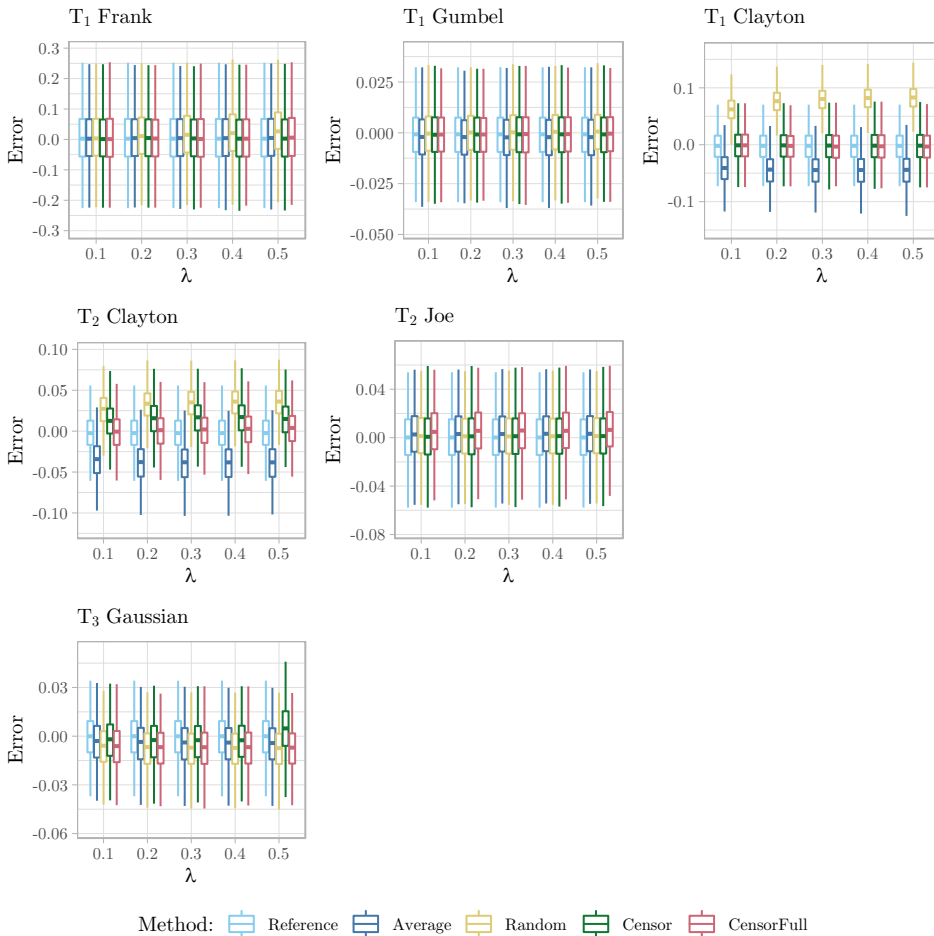 T₁ Frank
T₁ Gumbel
T₁ Clayton
Error
0.3
0.2
0.1
0.0
-0.1
-0.2
-0.3
0.1 0.2 0.3 0.4 0.5
λ
Error
0.025
0.000
-0.025
-0.050
0.1 0.2 0.3 0.4 0.5
λ
Error
0.1
0.0
-0.1
0.1 0.2 0.3 0.4 0.5
λ
T₂ Clayton
T₂ Joe
Error
0.10
0.05
0.00
-0.05
-0.10
0.1 0.2 0.3 0.4 0.5
λ
Error
0.04
0.00
-0.04
-0.08
0.1 0.2 0.3 0.4 0.5
λ
T₃ Gaussian
Error
0.03
0.00
-0.03
-0.06
0.1 0.2 0.3 0.4 0.5
λ
Method: Reference Average Random Censor CensorFull